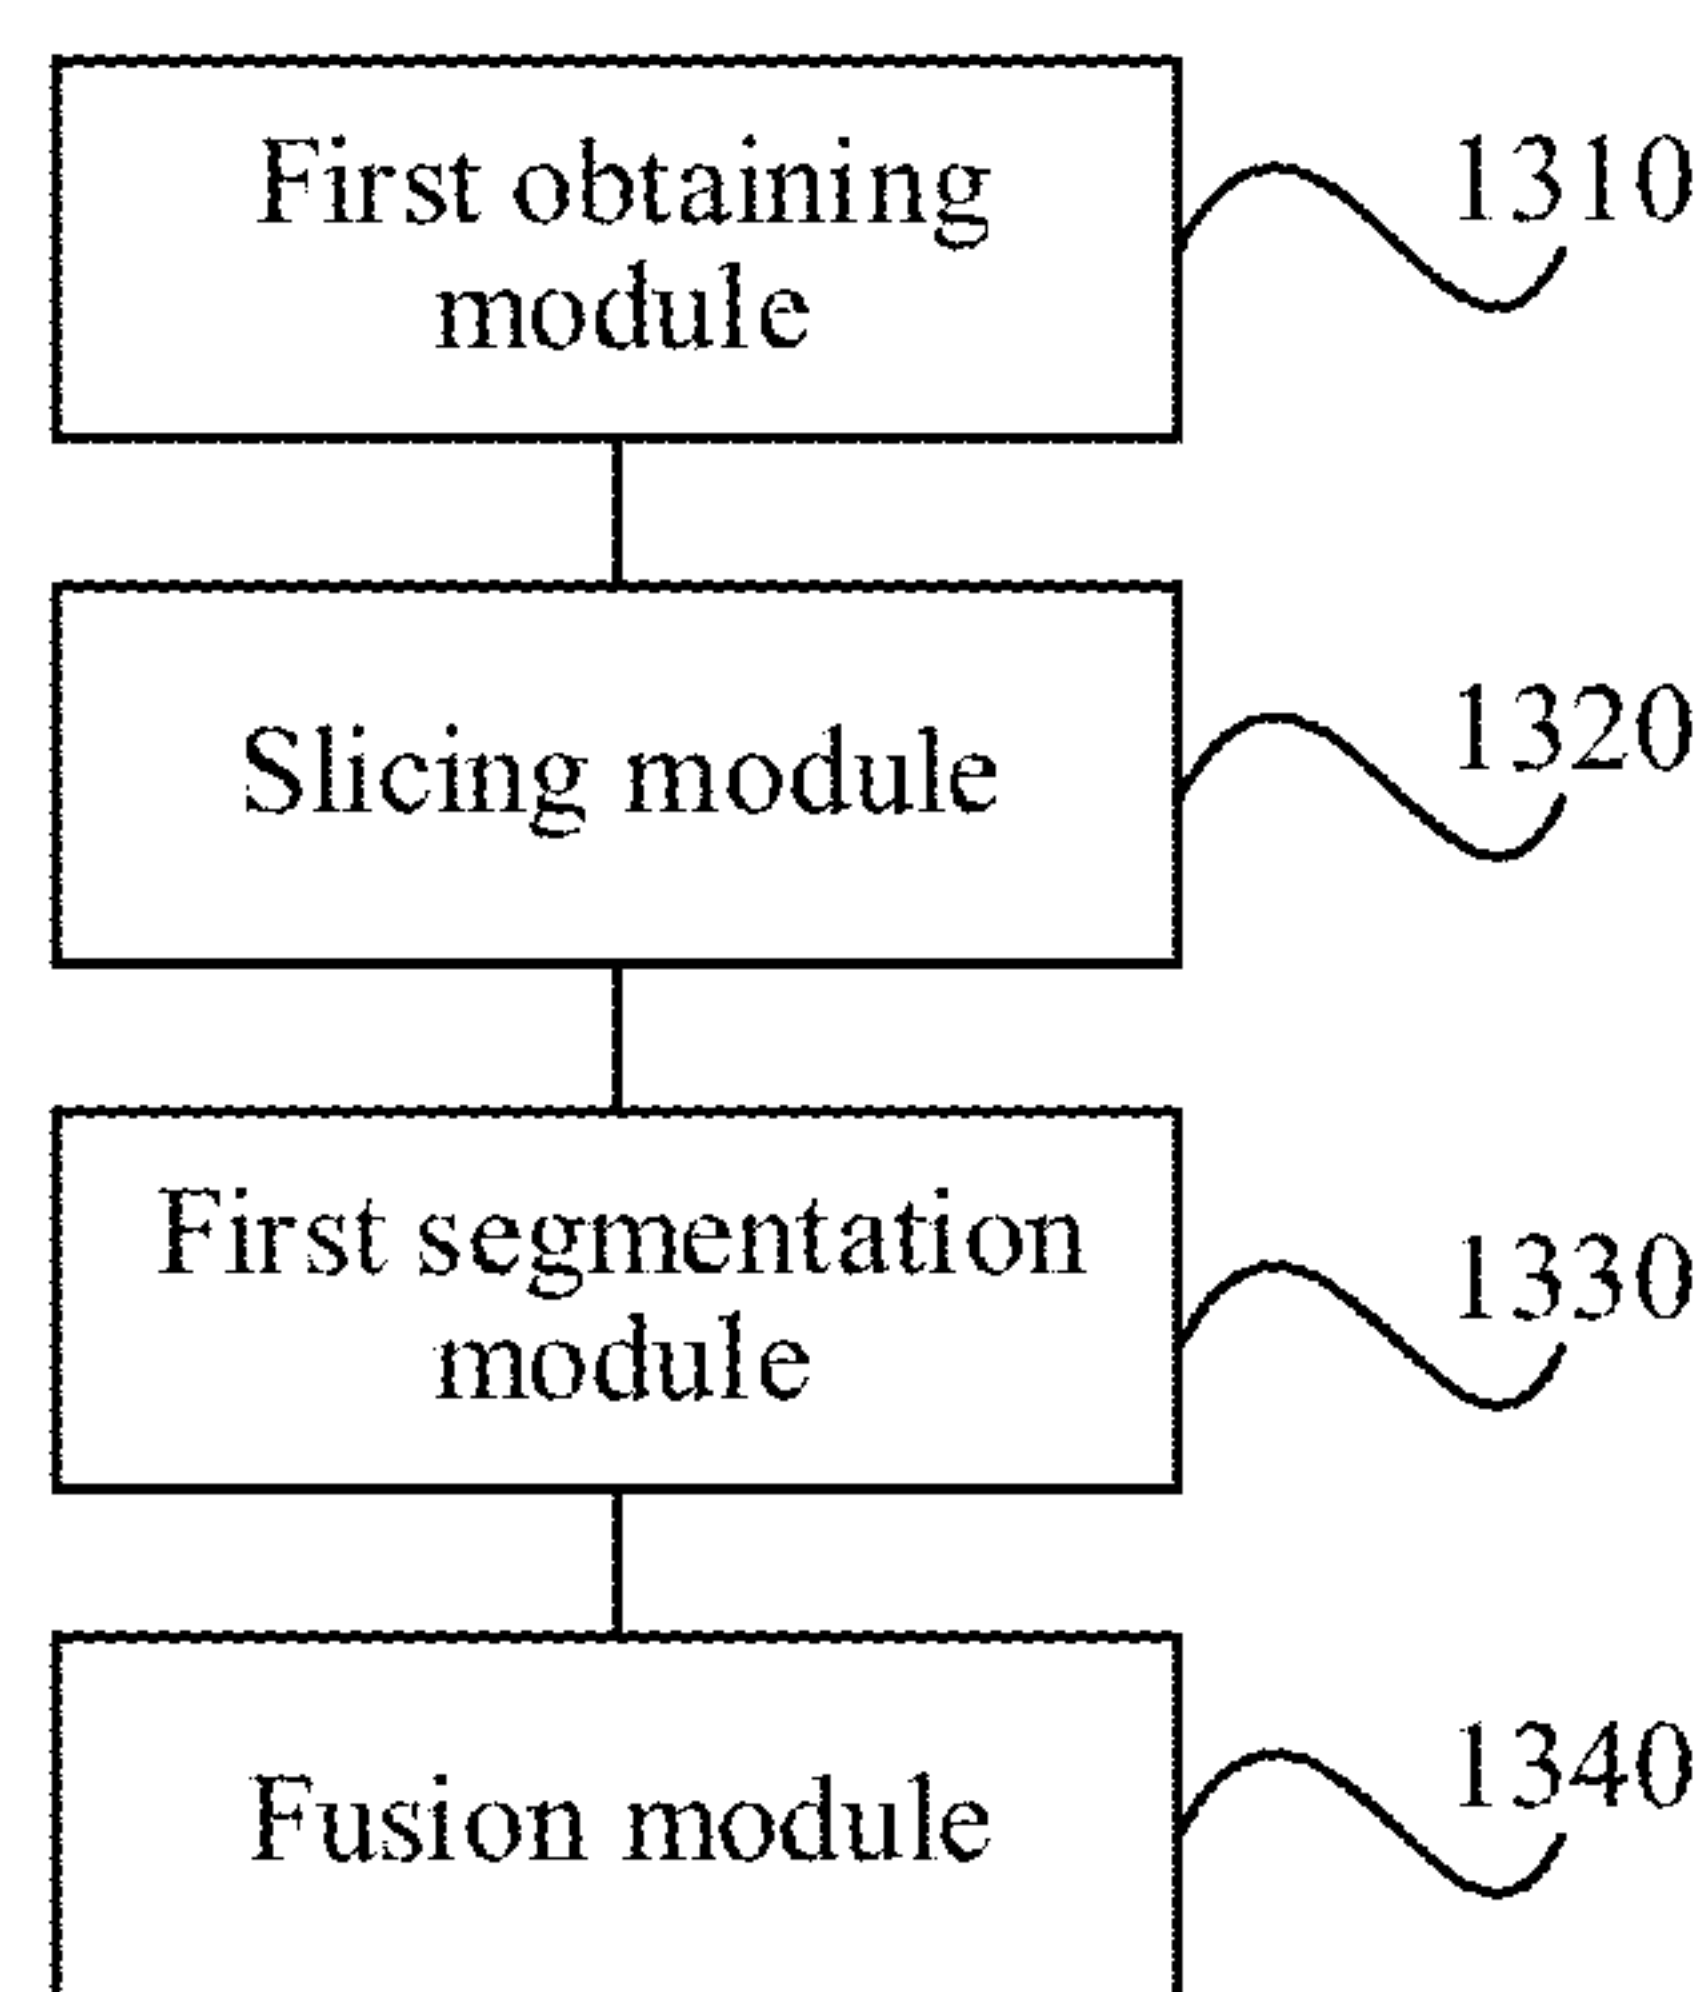 First obtaining
module
1310
Slicing module
1320
First segmentation
module
1330
Fusion module
1340